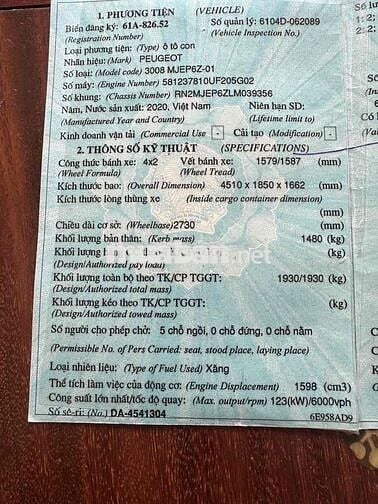 1. PHƯƠNG TIỆN (VEHICLE)
Biển đăng ký: 61A-826.52 Số quản lý: 6104D-062089
(Registration Number) (Vehicle Inspection No.)
Loại phương tiện: (Type) ô tô con
Nhãn hiệu: (Mark) PEUGEOT
Số loại: (Model code) 3008 MJEP6Z-01
Số máy: (Engine Number) 581237810UF205G02
Số khung: (Chassis Number) RN2MJEP6ZLM039356
Năm, Nước sản xuất: 2020, Việt Nam Niên hạn SD:
(Manufactured Year and Country) (Lifetime limit to)
Kinh doanh vận tải (Commercial Use) - Cải tạo (Modification) -
2. THÔNG SỐ KỸ THUẬT (SPECIFICATIONS)
Công thức bánh xe: 4x2 Vết bánh xe: 1579/1587 (mm)
(Wheel Formula) (Wheel Tread)
Kích thước bao: (Overall Dimension) 4510 x 1850 x 1662 (mm)
Kích thước lòng thùng xe (Inside cargo container dimension)
(mm)
Chiều dài cơ sở: (Wheelbase)2730 (mm)
Khối lượng bản thân: (Kerb mass) 1480 (kg)
Khối lượng (kg)
(Design/Authorized pay load)
Khối lượng toàn bộ theo TK/CP TGGT: 1930/1930 (kg)
(Design/Authorized total mass)
Khối lượng kéo theo TK/CP TGGT: (kg)
(Design/Authorized towed mass)
Số người cho phép chở: 5 chỗ ngồi, 0 chỗ đứng, 0 chỗ nằm
(Permissible No. of Pers Carried: seat, stood place, laying place)
Loại nhiên liệu: (Type of Fuel Used) Xăng
Thể tích làm việc của động cơ: (Engine Displacement) 1598 (cm3)
Công suất lớn nhất/tốc độ quay: (Max. output/rpm) 123(kW)/6000vph
Số sê-ri: (No.) DA-4541304 6E958AD9